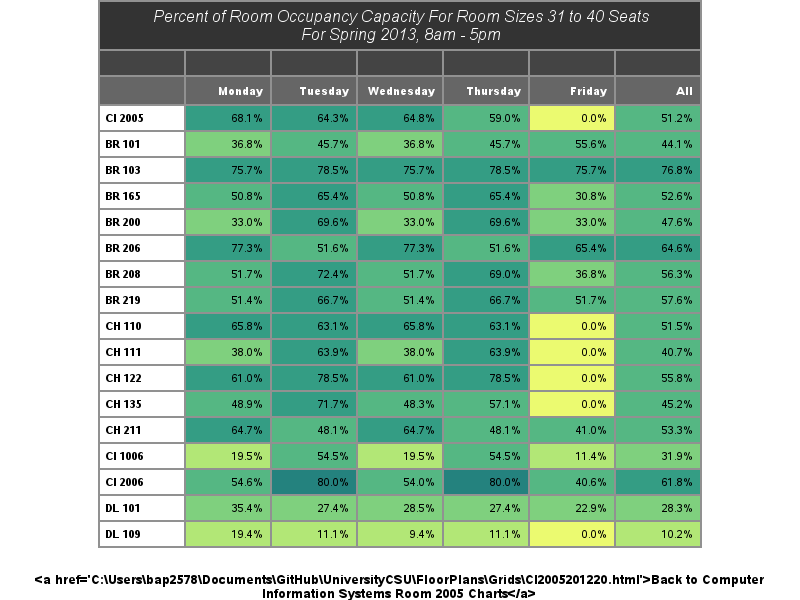 Percent of Room Occupancy Capacity For Room Sizes 31 to 40 Seats
For Spring 2013, 8am - 5pm
Monday Tuesday Wednesday Thursday Friday All
CI 2005 68.1% 64.3% 64.8% 59.0% 0.0% 51.2%
BR 101 36.8% 45.7% 36.8% 45.7% 55.6% 44.1%
BR 103 75.7% 78.5% 75.7% 78.5% 75.7% 76.8%
BR 165 50.8% 65.4% 50.8% 65.4% 30.8% 52.6%
BR 200 33.0% 69.6% 33.0% 69.6% 33.0% 47.6%
BR 206 77.3% 51.6% 77.3% 51.6% 65.4% 64.6%
BR 208 51.7% 72.4% 51.7% 69.0% 36.8% 56.3%
BR 219 51.4% 66.7% 51.4% 66.7% 51.7% 57.6%
CH 110 65.8% 63.1% 65.8% 63.1% 0.0% 51.5%
CH 111 38.0% 63.9% 38.0% 63.9% 0.0% 40.7%
CH 122 61.0% 78.5% 61.0% 78.5% 0.0% 55.8%
CH 135 48.9% 71.7% 48.3% 57.1% 0.0% 45.2%
CH 211 64.7% 48.1% 64.7% 48.1% 41.0% 53.3%
CI 1006 19.5% 54.5% 19.5% 54.5% 11.4% 31.9%
CI 2006 54.6% 80.0% 54.0% 80.0% 40.6% 61.8%
DL 101 35.4% 27.4% 28.5% 27.4% 22.9% 28.3%
DL 109 19.4% 11.1% 9.4% 11.1% 0.0% 10.2%
<a href='C:\Users\bap2578\Documents\GitHub\UniversityCSU\FloorPlans\Grids\CI2005201220.html'>Back to Computer
Information Systems Room 2005 Charts</a>